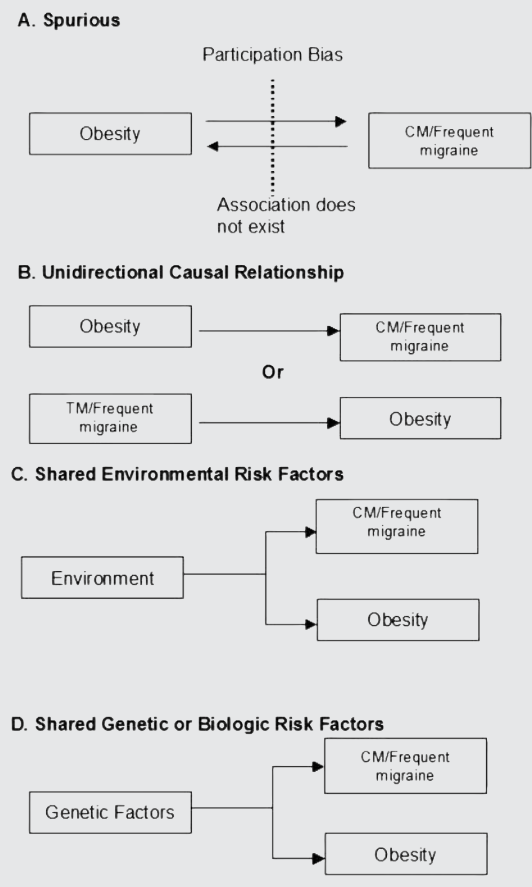 A. Spurious
Participation Bias
Obesity
CM/Frequent
migraine
Association does
not exist
B. Unidirectional Causal Relationship
Obesity
CM/Frequent
migraine
Or
TM/Frequent
migraine
Obesity
C. Shared Environmental Risk Factors
CM/Frequent
migraine
Environment
Obesity
D. Shared Genetic or Biologic Risk Factors
CM/Frequent
migraine
Genetic Factors
Obesity